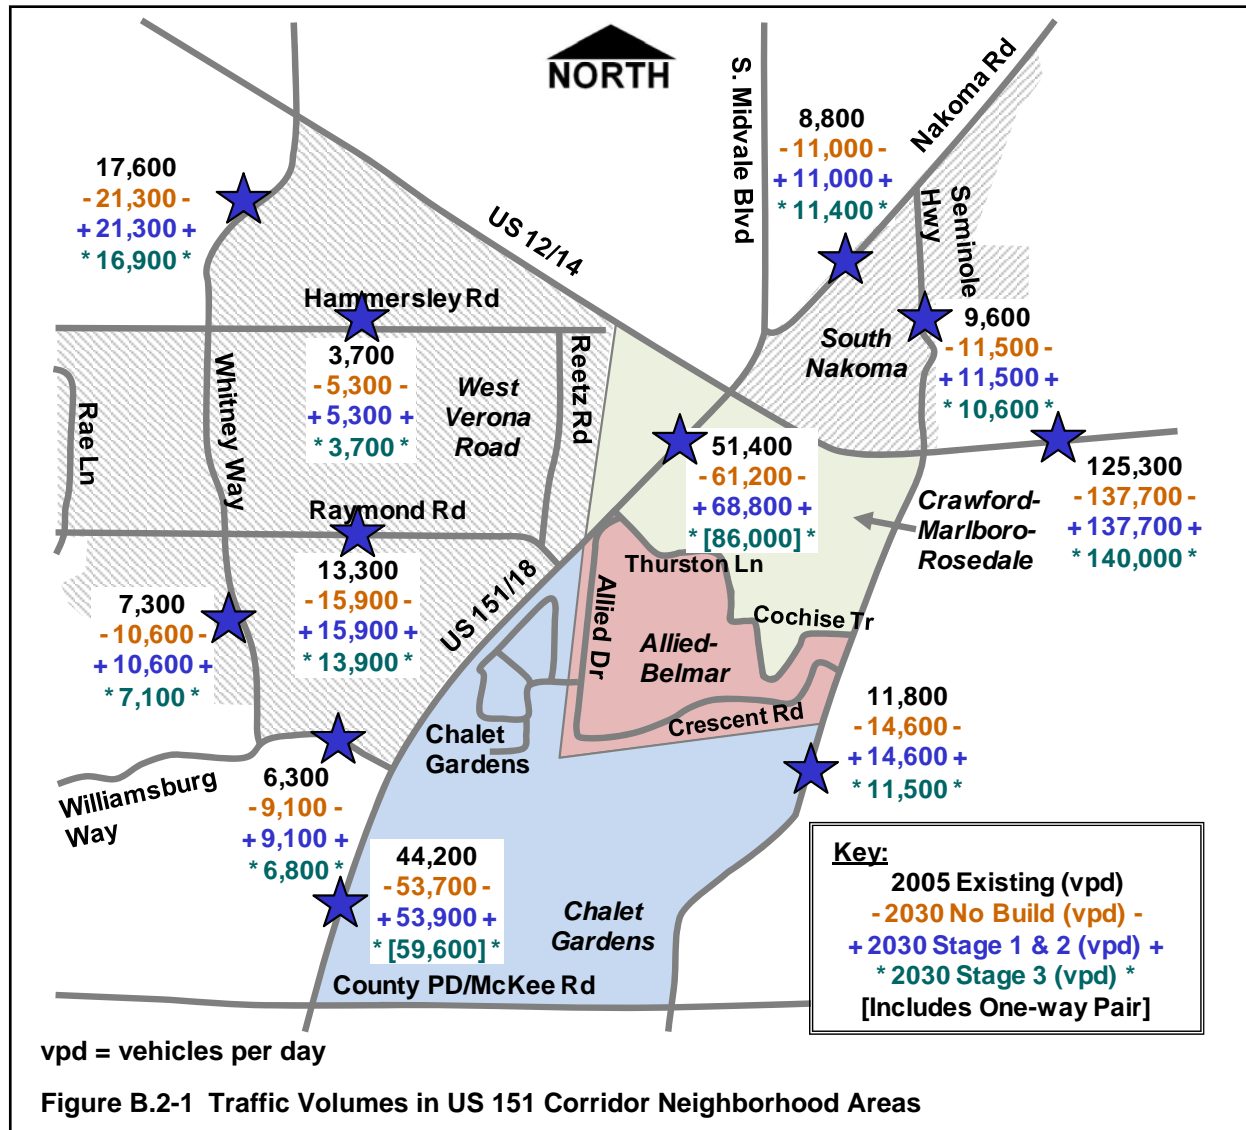 NORTH
S. Midvale Blvd
Nakoma Rd
8,800
- 11,000 -
+ 11,000 +
* 11,400 *
17,600
- 21,300 -
+ 21,300 +
* 16,900 *
US 12/14
Seminole
Hwy
Hammersley Rd
3,700
- 5,300 -
+ 5,300 +
* 3,700 *
West
Verona
Road
Reetz Rd
South
Nakoma
9,600
- 11,500 -
+ 11,500 +
* 10,600 *
Rae Ln
Whitney Way
51,400
- 61,200 -
+ 68,800 +
* [86,000] *
125,300
- 137,700 -
+ 137,700 +
* 140,000 *
Crawford-
Marlboro-
Rosedale
Raymond Rd
13,300
- 15,900 -
+ 15,900 +
* 13,900 *
US 151/18
Thurston Ln
Allied Dr
Cochise Tr
Allied-
Belmar
7,300
- 10,600 -
+ 10,600 +
* 7,100 *
Crescent Rd
11,800
- 14,600 -
+ 14,600 +
* 11,500 *
Chalet
Gardens
Williamsburg
Way
6,300
- 9,100 -
+ 9,100 +
* 6,800 *
44,200
- 53,700 -
+ 53,900 +
* [59,600] *
Chalet
Gardens
County PD/McKee Rd
Key:
2005 Existing (vpd)
- 2030 No Build (vpd) -
+ 2030 Stage 1 & 2 (vpd) +
* 2030 Stage 3 (vpd) *
[Includes One-way Pair]
vpd = vehicles per day
Figure B.2-1 Traffic Volumes in US 151 Corridor Neighborhood Areas